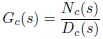 G_c(s) = \frac{N_c(s)}{D_c(s)}